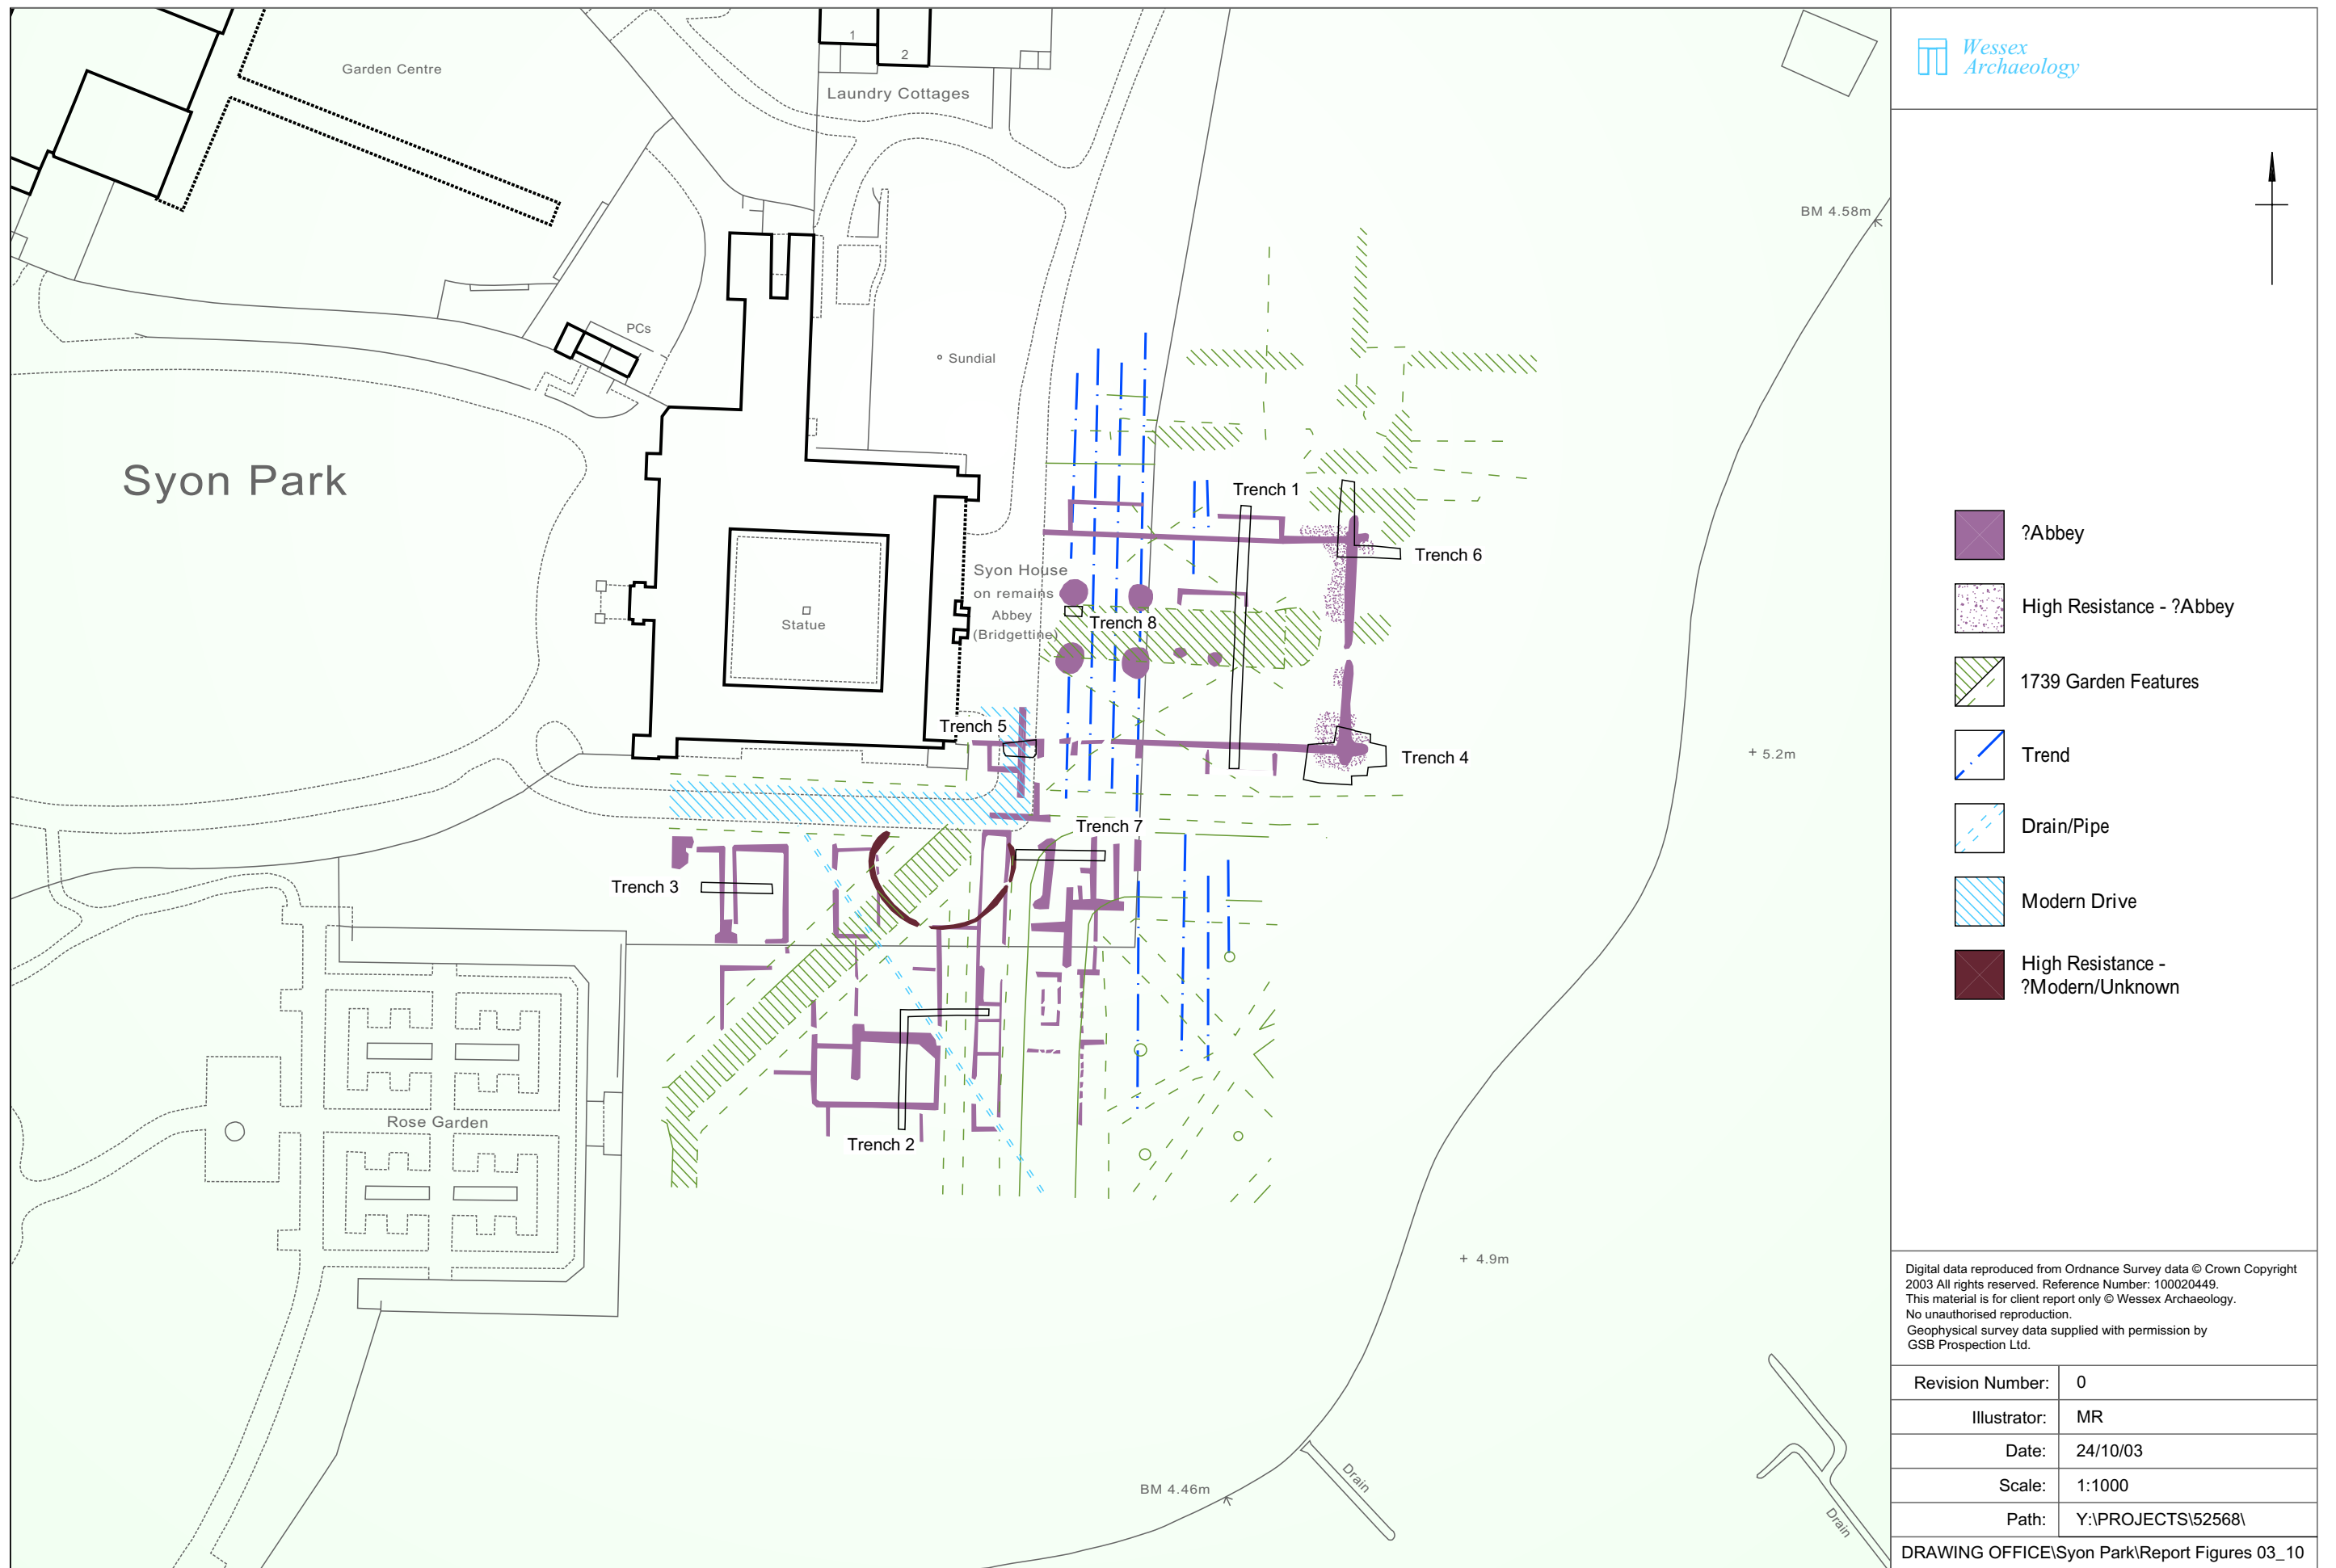 Garden Centre
1
2
Laundry Cottages
BM 4.58m
PCs
Sundial
Syon Park
Trench 1
Trench 6
Syon House
on remains
Abbey
(Bridgettine)
Statue
Trench 8
Trench 5
Trench 4
+ 5.2m
Trench 7
Trench 3
Rose Garden
Trench 2
+ 4.9m
BM 4.46m
Drain
Drain
Wessex
Archaeology
?Abbey
High Resistance - ?Abbey
1739 Garden Features
Trend
Drain/Pipe
Modern Drive
High Resistance -
?Modern/Unknown
Digital data reproduced from Ordnance Survey data © Crown Copyright
2003 All rights reserved. Reference Number: 100020449.
This material is for client report only © Wessex Archaeology.
No unauthorised reproduction.
Geophysical survey data supplied with permission by
GSB Prospection Ltd.
Revision Number: 0
Illustrator: MR
Date: 24/10/03
Scale: 1:1000
Path: Y:\PROJECTS\52568\
DRAWING OFFICE\Syon Park\Report Figures 03_10